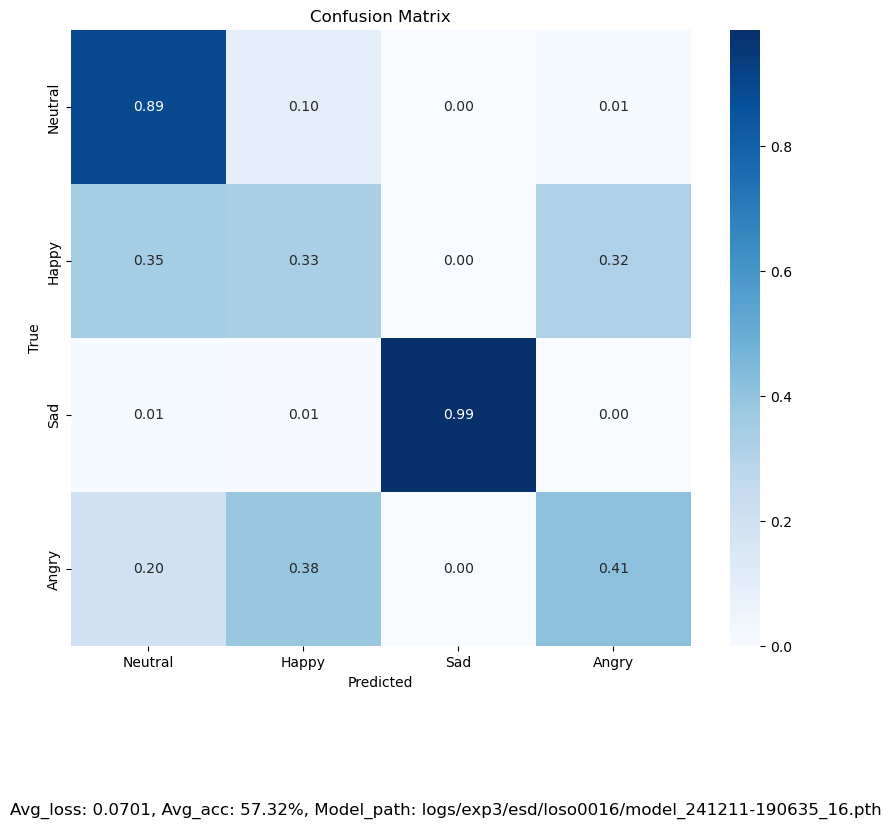 Confusion Matrix
Neutral 0.89 0.10 0.00 0.01
Happy 0.35 0.33 0.00 0.32
Sad 0.01 0.01 0.99 0.00
Angry 0.20 0.38 0.00 0.41
True
Neutral Happy Sad Angry
Predicted
0.8
0.6
0.4
0.2
0.0
Avg_loss: 0.0701, Avg_acc: 57.32%, Model_path: logs/exp3/esd/loso0016/model_241211-190635_16.pth